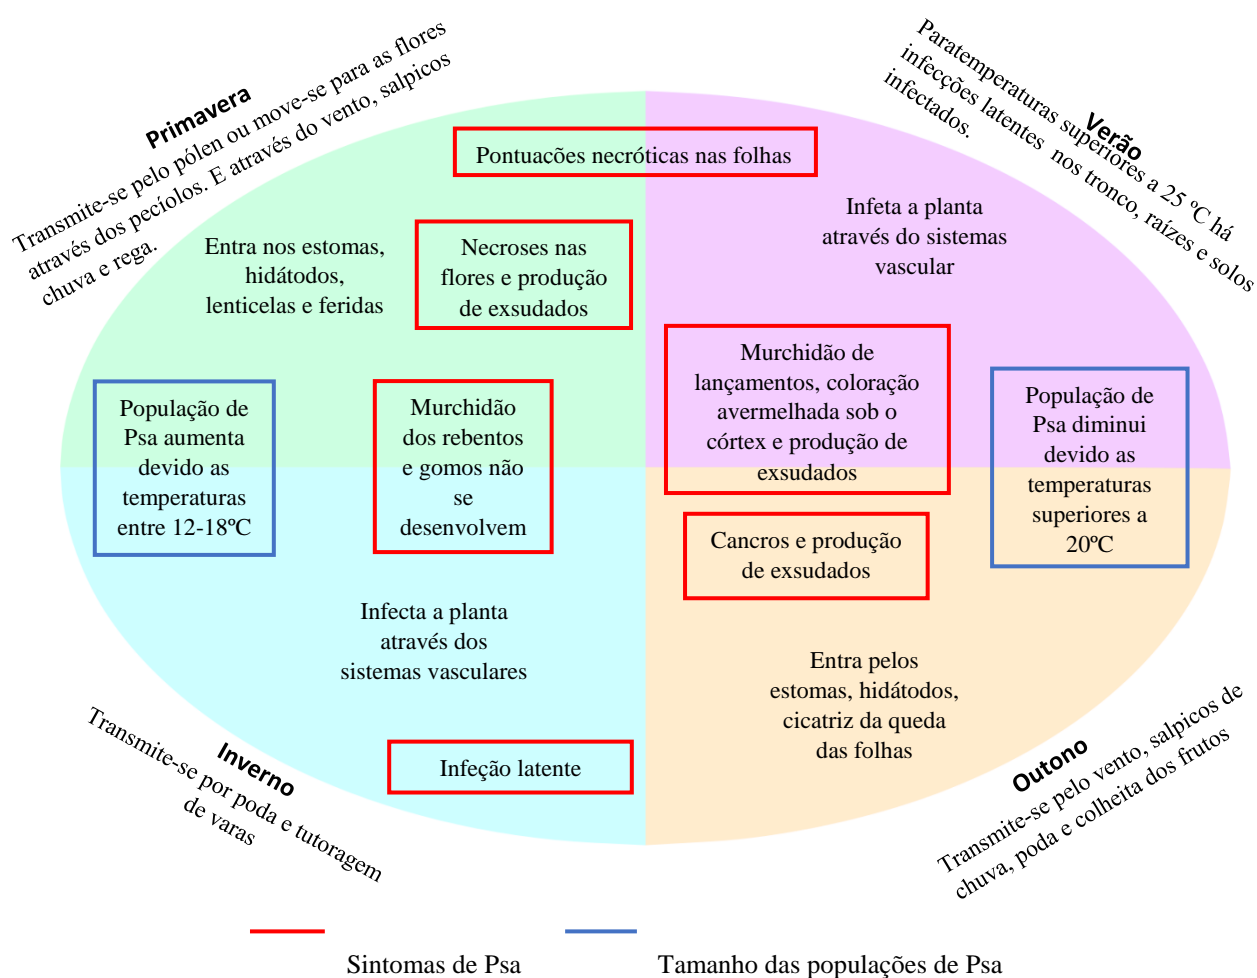 Primavera
Transmite-se pelo pólen ou move-se para as flores
através dos pecíolos. E através do vento, salpicos
chuva e rega.
Verão
Paratemperaturas superiores a 25 ºC há
infecções latentes nos tronco, raízes e solos
infectados.
Pontuações necróticas nas folhas
Entra nos estomas,
hidátodos,
lenticelas e feridas
Necroses nas
flores e produção
de exsudados
Infeta a planta
através do sistemas
vascular
População de
Psa aumenta
devido as
temperaturas
entre 12-18ºC
Murchidão
dos rebentos
e gomos não
se
desenvolvem
Murchidão de
lançamentos, coloração
avermelhada sob o
córtex e produção de
exsudados
População de
Psa diminui
devido as
temperaturas
superiores a
20ºC
Cancros e produção
de exsudados
Infecta a planta
através dos
sistemas vasculares
Entra pelos
estomas, hidátodos,
cicatriz da queda
das folhas
Infeção latente
Inverno
Transmite-se por poda e tutoragem
de varas
Outono
Transmite-se pelo vento, salpicos de
chuva, poda e colheita dos frutos
Sintomas de Psa
Tamanho das populações de Psa